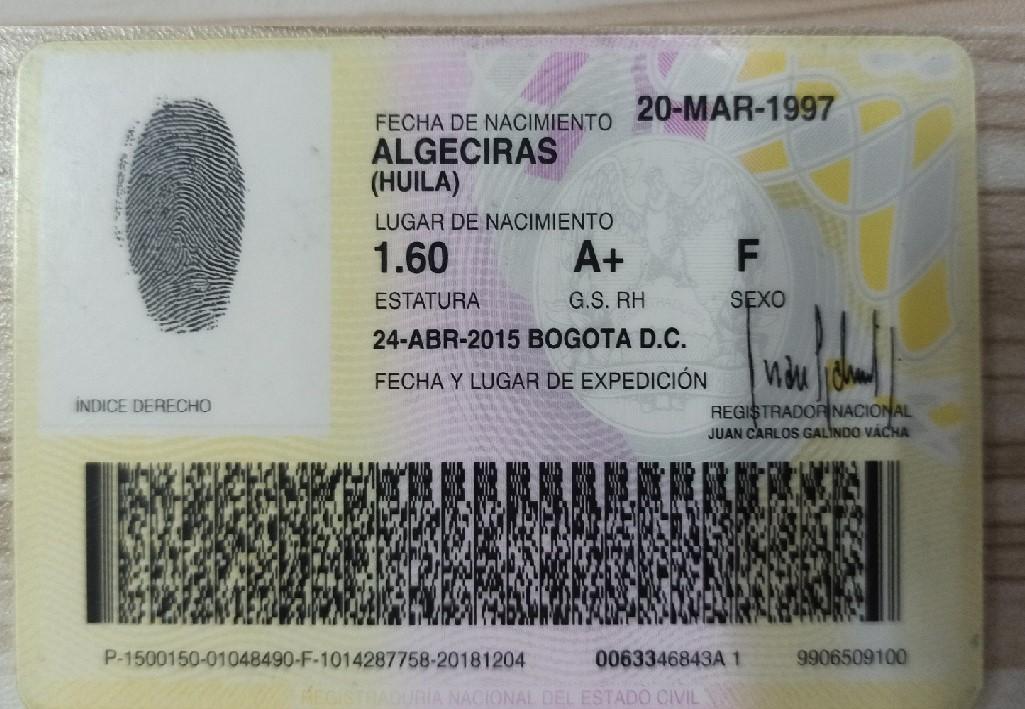 20-MAR-1997
FECHA DE NACIMIENTO
ALGECIRAS
(HUILA)
LUGAR DE NACIMIENTO
1.60 A+ F
ESTATURA G.S. RH SEXO
24-ABR-2015 BOGOTA D.C.
FECHA Y LUGAR DE EXPEDICIÓN
ÍNDICE DERECHO
REGISTRADOR NACIONAL
JUAN CARLOS GALINDO VÁCHA
P-1500150-01048490-F-1014287758-20181204 0063346843A 1 9906509100
REGISTRADURÍA NACIONAL DEL ESTADO CIVIL